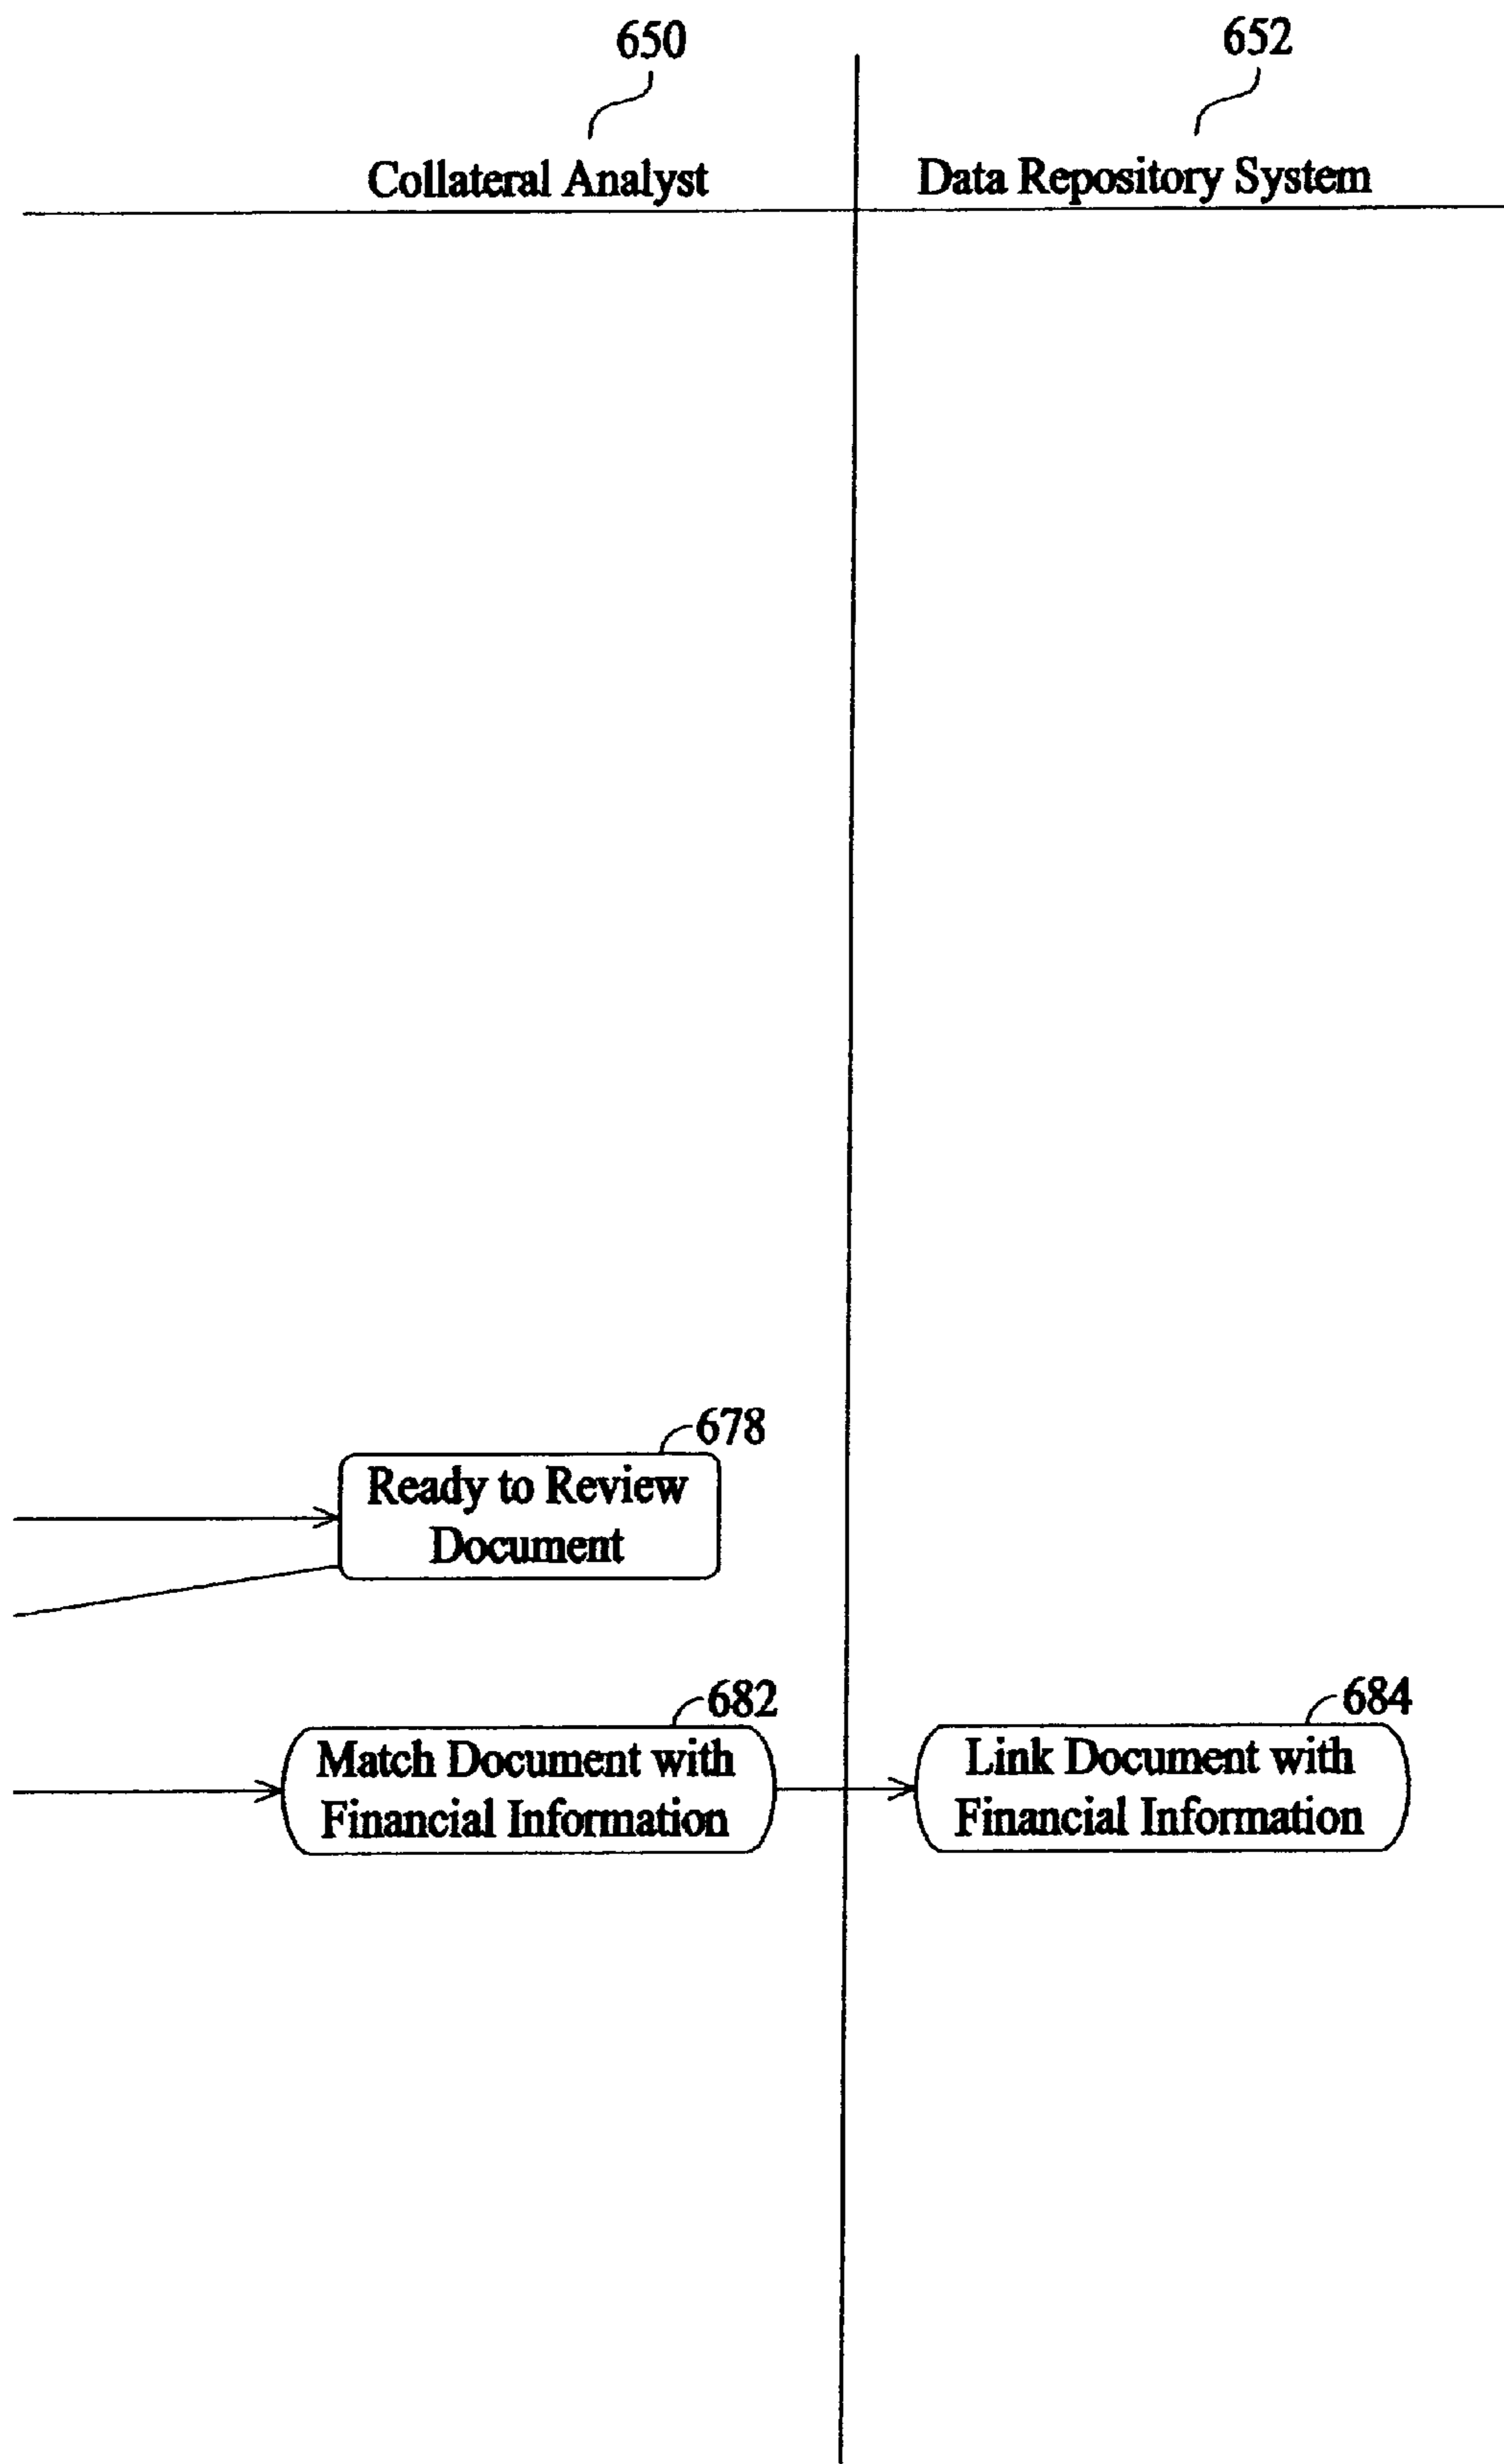 650
652
Collateral Analyst
Data Repository System
678
Ready to Review
Document
682
Match Document with
Financial Information
684
Link Document with
Financial Information